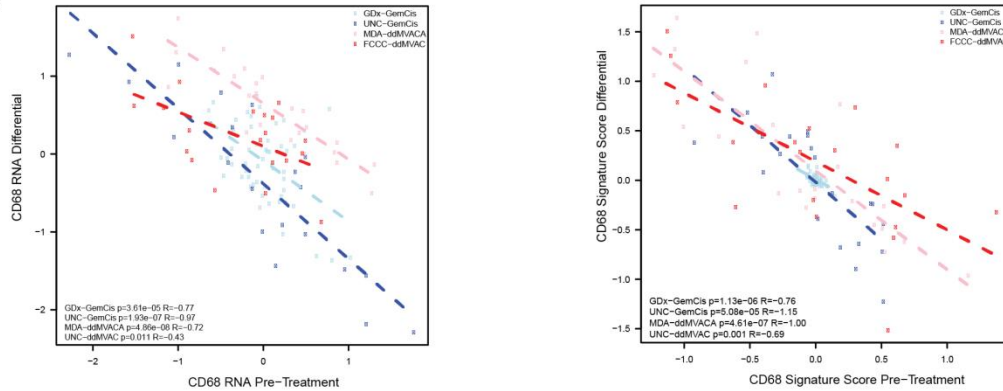 GDx-GemCis
UNC-GemCis
MDA-ddMVACA
FCCC-ddMVAC
CD68 RNA Differential
1
0
−1
−2
GDx-GemCis p=3.61e−05 R=−0.77
UNC-GemCis p=1.93e−07 R=−0.97
MDA-ddMVACA p=4.86e−08 R=−0.72
UNC-ddMVAC p=0.011 R=−0.43
−2
−1
0
1
CD68 RNA Pre-Treatment
GDx-GemCis
UNC-GemCis
MDA-ddMVACA
FCCC-ddMVAC
CD68 Signature Score Differential
1.5
1.0
0.5
0.0
−0.5
−1.0
−1.5
GDx-GemCis p=1.13e−06 R=−0.76
UNC-GemCis p=5.08e−05 R=−1.15
MDA-ddMVACA p=4.61e−07 R=−1.00
UNC-ddMVAC p=0.001 R=−0.69
−1.0
−0.5
0.0
0.5
1.0
CD68 Signature Score Pre-Treatment